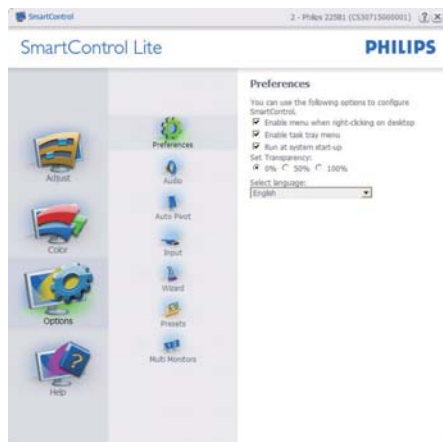 SmartControl
2 - Philips 225B1 (CS30715000001)
SmartControl Lite
PHILIPS
Adjust
Color
Options
Help
Preferences
Audio
Auto Pivot
Input
Wizard
Presets
Multi Monitors
Preferences
You can use the following options to configure
SmartControl.
Enable menu when right-clicking on desktop
Enable task tray menu
Run at system start-up
Set Transparency:
0% 50% 100%
Select language:
English